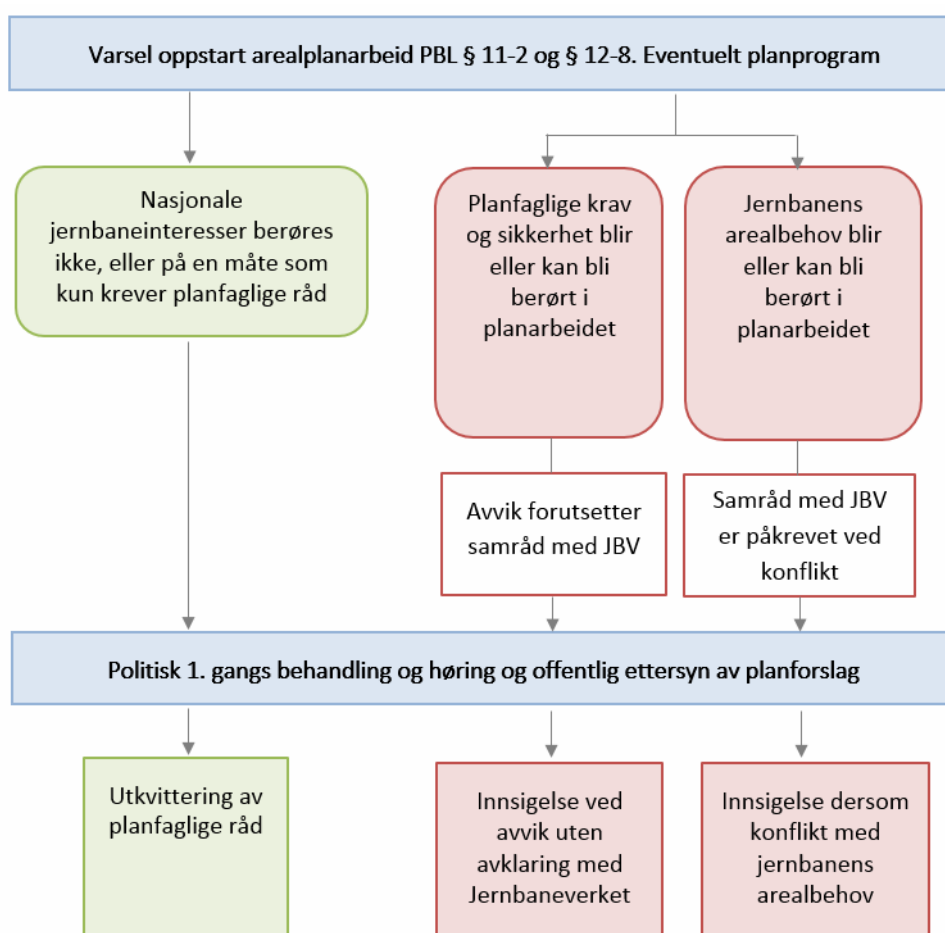 Varsel oppstart arealplanarbeid PBL § 11-2 og § 12-8. Eventuelt planprogram
Nasjonale
jernbaneinteresser berøres
ikke, eller på en måte som
kun krever planfaglige råd
Planfaglige krav
og sikkerhet blir
eller kan bli
berørt i
planarbeidet
Jernbanens
arealbehov blir
eller kan bli
berørt i
planarbeidet
Avvik forutsetter
samråd med JBV
Samråd med JBV
er påkrevet ved
konflikt
Politisk 1. gangs behandling og høring og offentlig ettersyn av planforslag
Utkvittering av
planfaglige råd
Innsigelse ved
avvik uten
avklaring med
Jernbaneverket
Innsigelse dersom
konflikt med
jernbanens
arealbehov